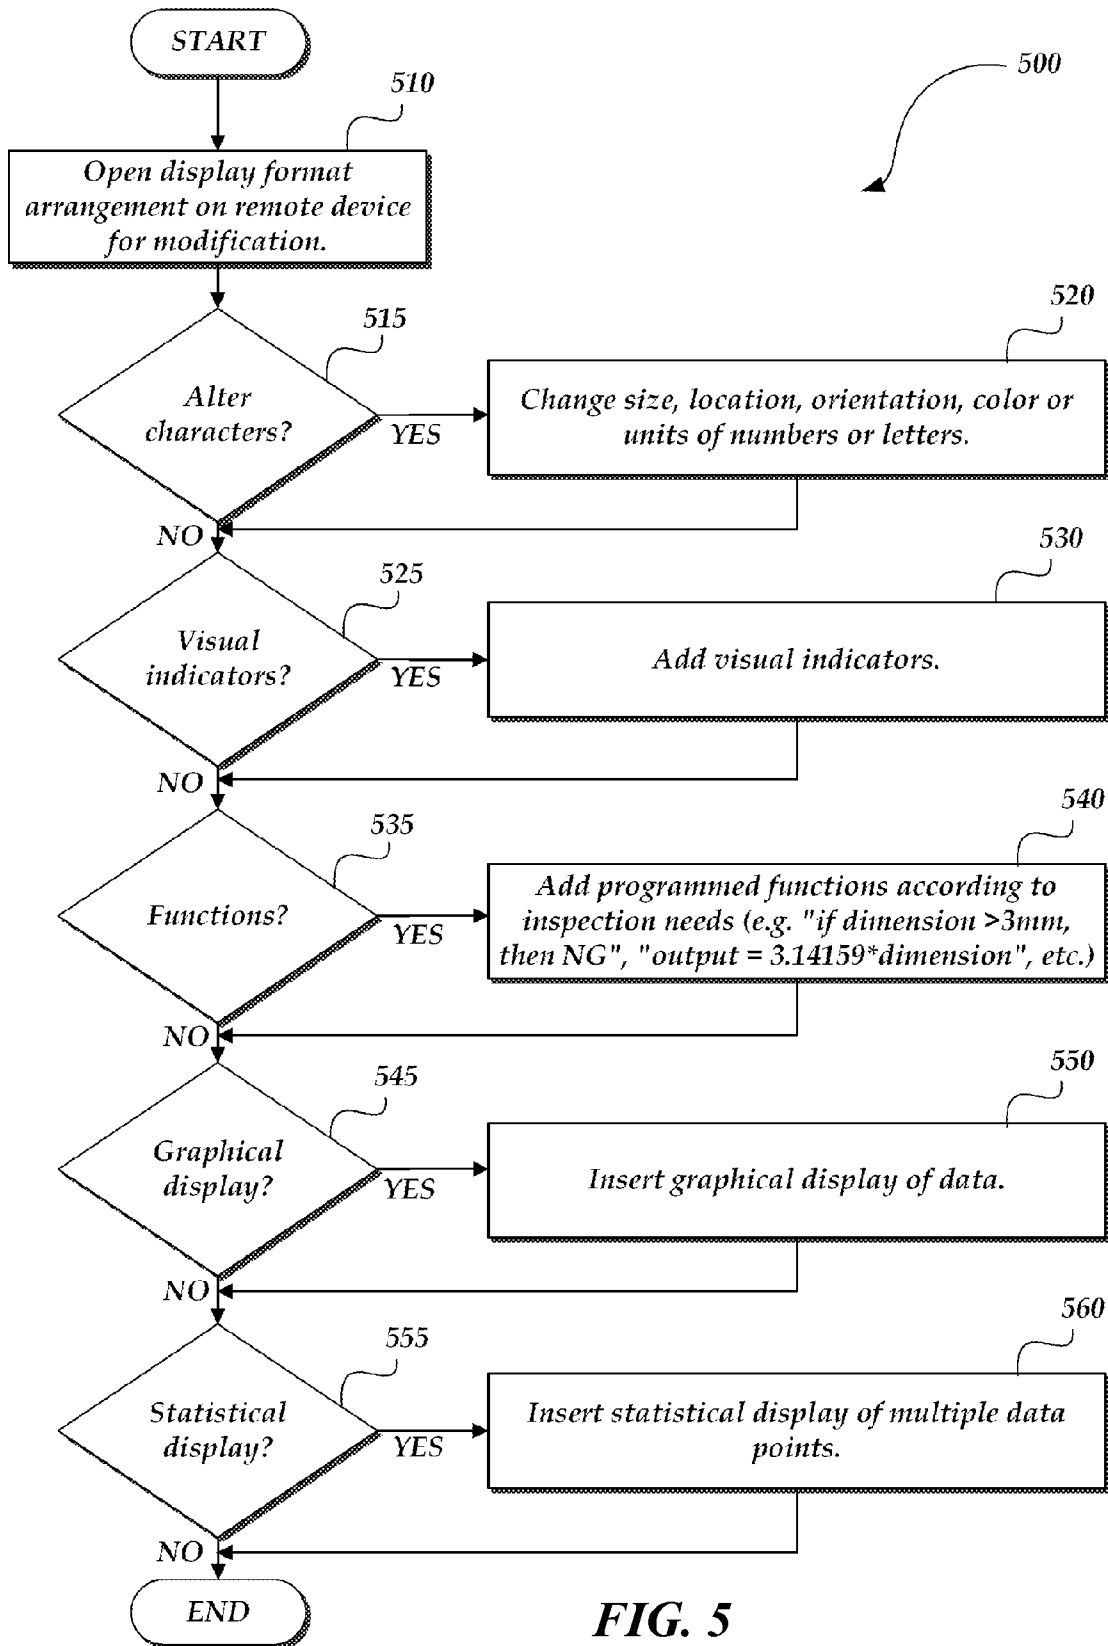 START
500
510
Open display format
arrangement on remote device
for modification.
515
520
Alter
characters?
YES
Change size, location, orientation, color or
units of numbers or letters.
NO
525
530
Visual
indicators?
YES
Add visual indicators.
NO
535
540
Functions?
YES
Add programmed functions according to
inspection needs (e.g. "if dimension >3mm,
then NG", "output = 3.14159*dimension", etc.)
NO
545
550
Graphical
display?
YES
Insert graphical display of data.
NO
555
560
Statistical
display?
YES
Insert statistical display of multiple data
points.
NO
END
FIG. 5